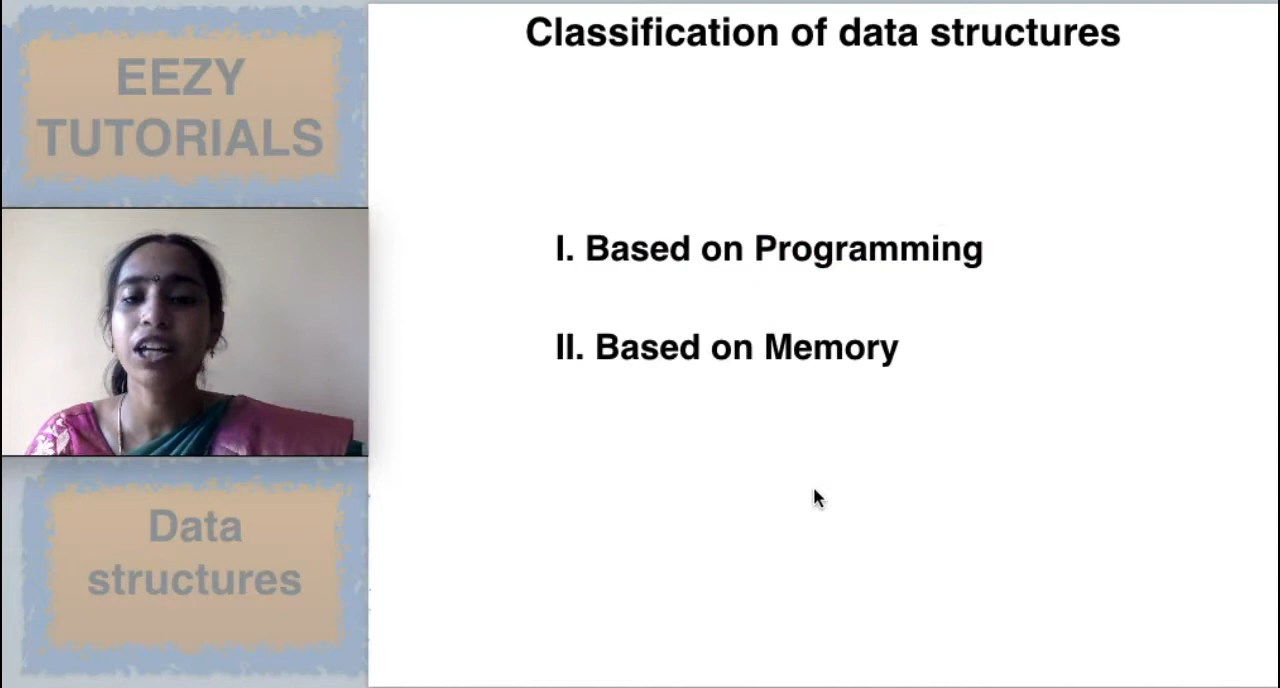 EEZY
TUTORIALS
Data
structures
Classification of data structures
I. Based on Programming
II. Based on Memory